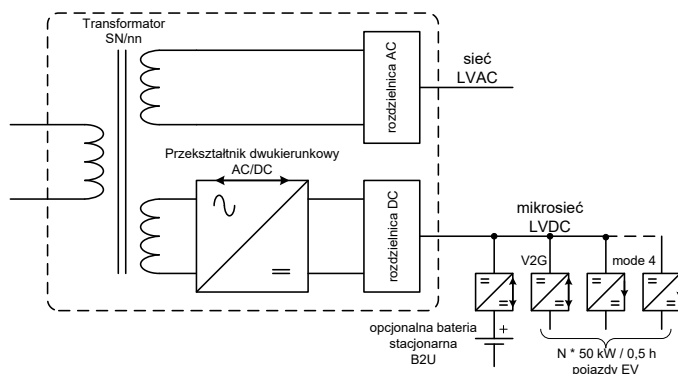 Transformator
SN/nn
rozdzielnica AC
sieć
LVAC
Przekształtnik dwukierunkowy
AC/DC
rozdzielnica DC
mikrosieć
LVDC
V2G
mode 4
opcjonalna bateria
stacjonarna
B2U
+
N * 50 kW / 0,5 h
pojazdy EV